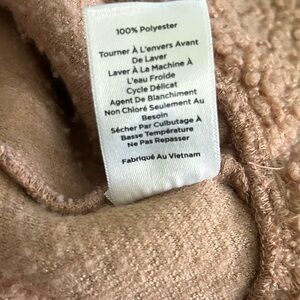 100% Polyester
Tourner À L'envers Avant
De Laver
Laver À La Machine À
L'eau Froide
Cycle Délicat
Agent De Blanchiment
Non Chloré Seulement Au
Besoin
Sécher Par Culbutage À
Basse Température
Ne Pas Repasser
Fabriqué Au Vietnam